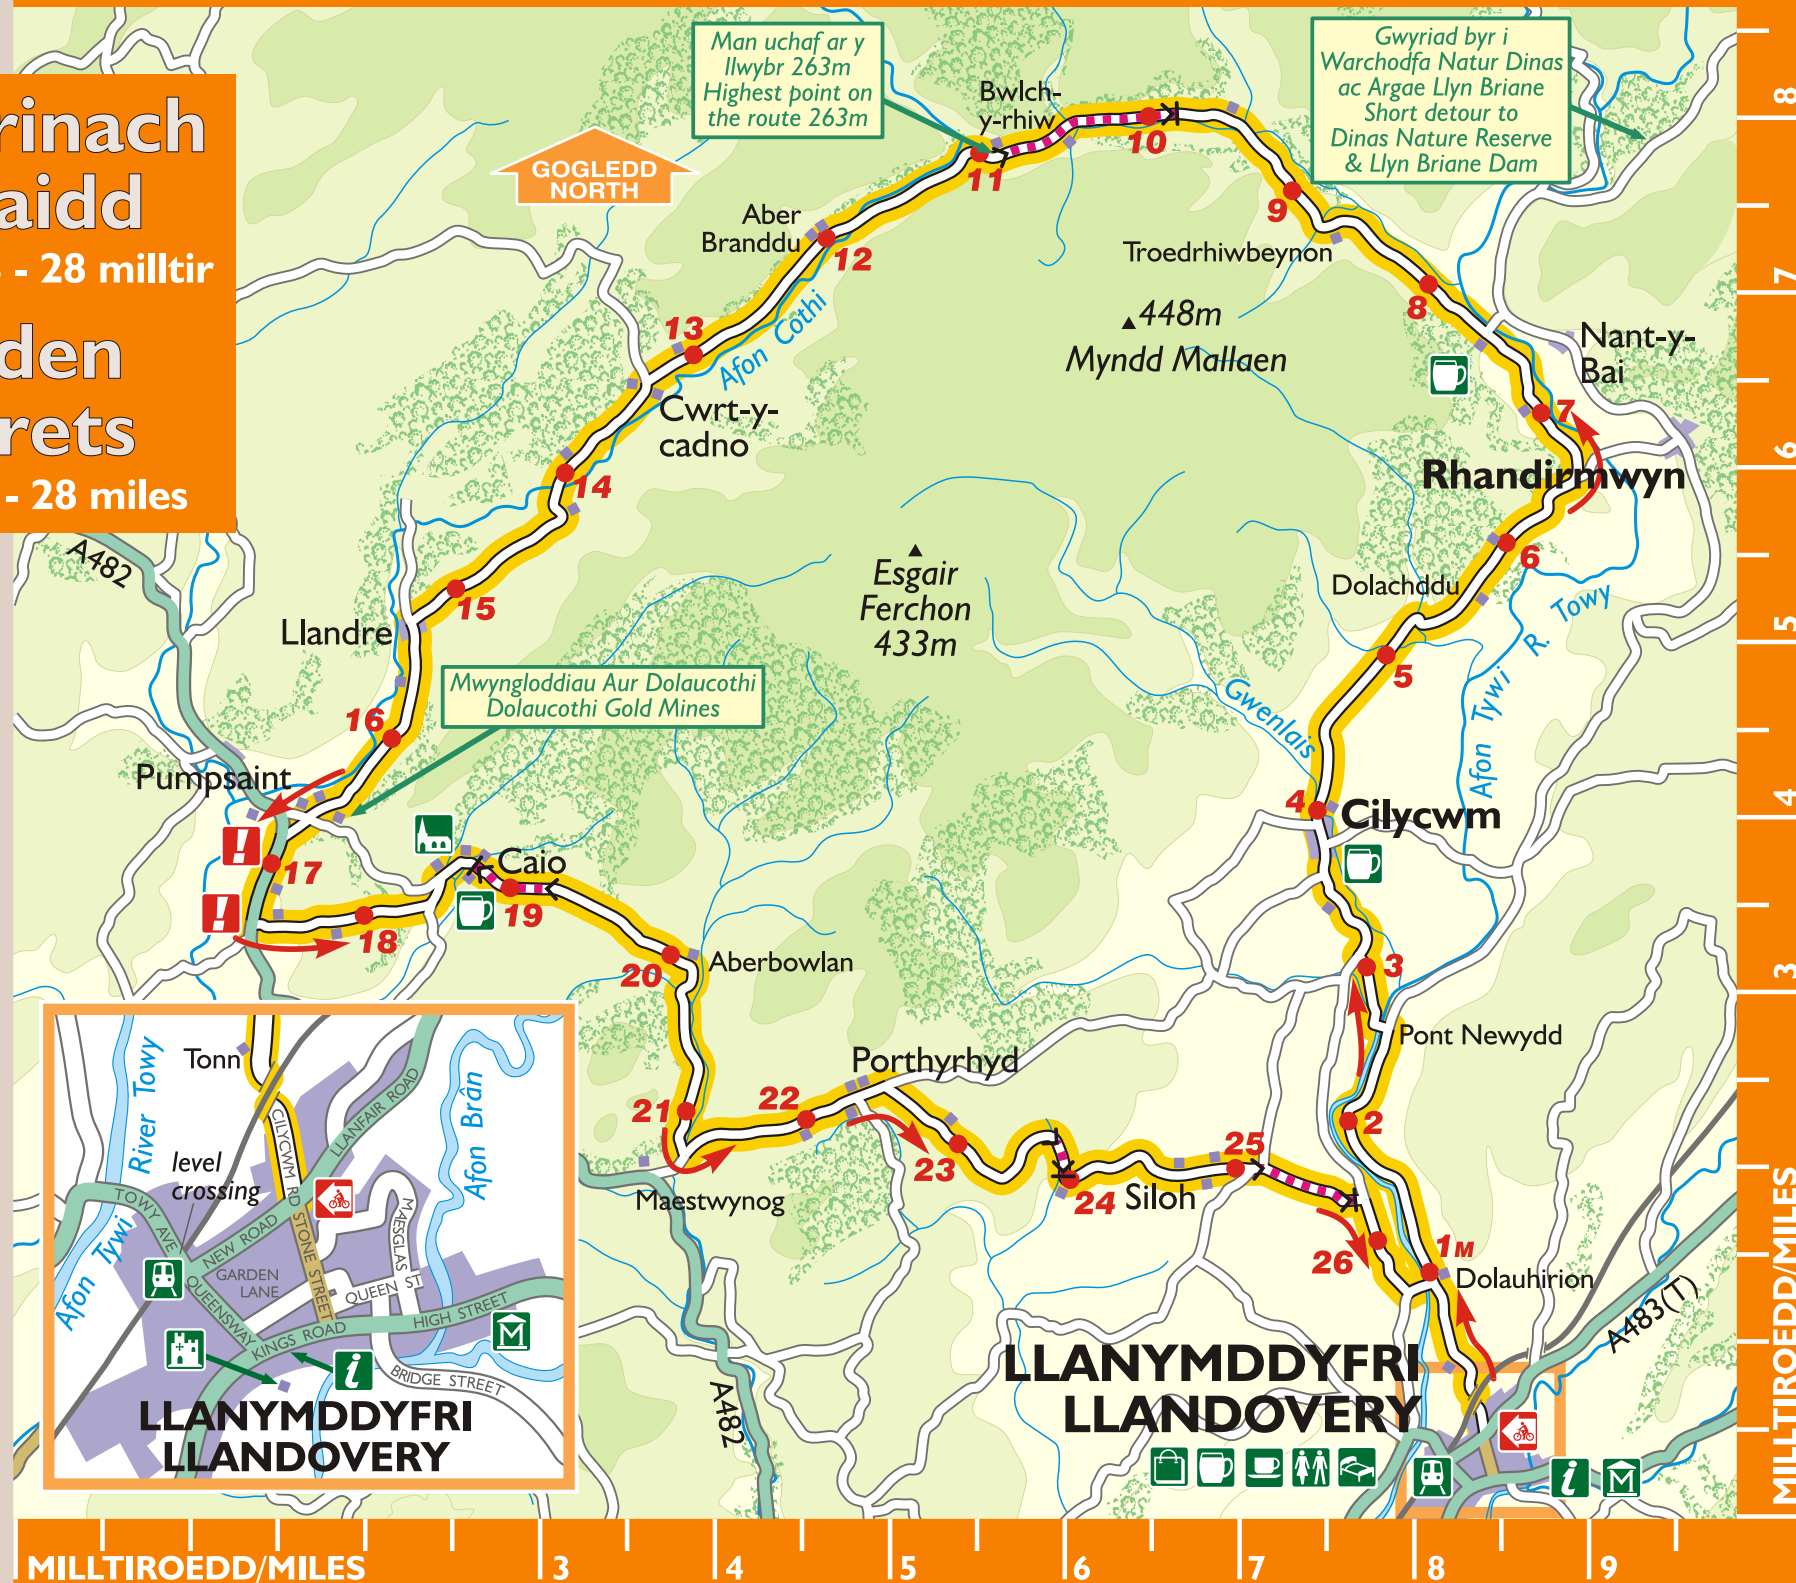 rinach
aidd
- 28 milltir
den
rets
- 28 miles
GOGLEDD
NORTH
Man uchaf ar y
llwybr 263m
Highest point on
the route 263m
Gwyriad byr i
Warchodfa Natur Dinas
ac Argae Llyn Briane
Short detour to
Dinas Nature Reserve
& Llyn Briane Dam
Bwlch-
y-rhiw
10
11
9
Aber
Branddu
12
Troedrhiwbeynon
8
13
Afon Cothi
448m
Myndd Mallaen
Nant-y-
Bai
Cwrt-y-
cadno
7
14
Rhandirmwyn
A482
6
Esgair
Ferchon
433m
Dolachddu
15
Llandre
R. Towy
Afon Tywi
5
Mwyngloddiau Aur Dolaucothi
Dolaucothi Gold Mines
Gwenlais
16
Pumpsaint
4
Cilycwm
17
Caio
19
18
20
Aberbowlan
3
Pont Newydd
Porthyrhyd
21
22
2
23
25
Maestwynog
24
Siloh
26
1M
Dolauhirion
A483(T)
A482
LLANYMDDYFRI
LLANDOVERY
i
M
Tonn
River Towy
CILYCWM RD
LLANFAIR ROAD
Afon Brân
level
crossing
TOWY AVE
NEW ROAD
STONE STREET
MAESGLAS
Afon Tywi
GARDEN
LANE
QUEENSWAY
QUEEN ST
KINGS ROAD
HIGH STREET
M
i
BRIDGE STREET
LLANYMDDYFRI
LLANDOVERY
8
7
6
5
4
3
MILLTIROEDD/MILES
MILLTIROEDD/MILES
3
4
5
6
7
8
9